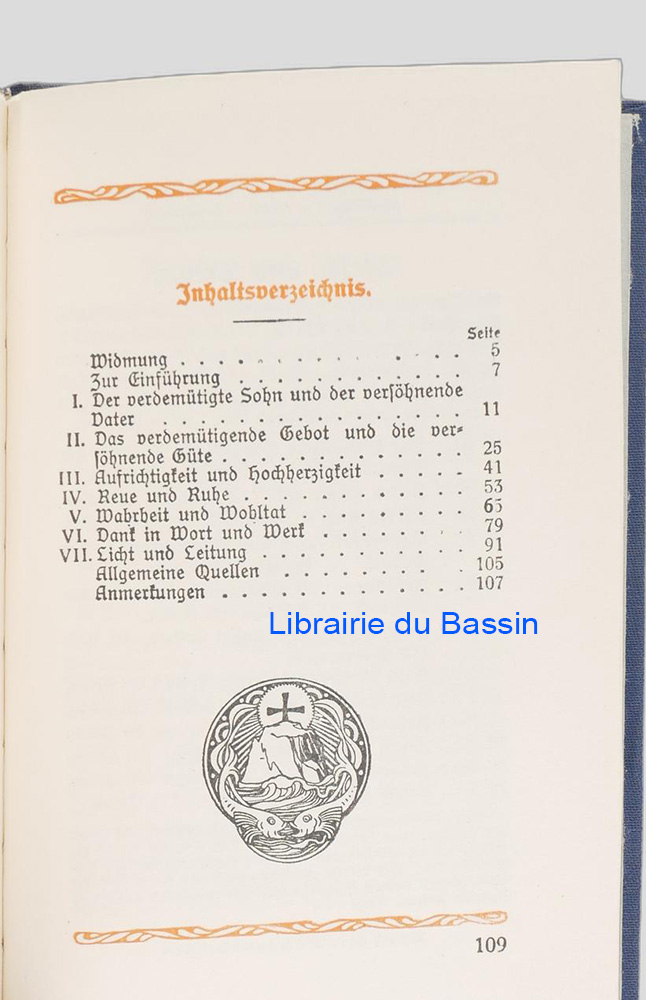 Inhaltsverzeichnis.
Seite
Widmung . . . . . . . . . . . . . 5
Zur Einführung . . . . . . . . . . 7
I. Der verdemütigte Sohn und der versöhnende
Vater . . . . . . . . . . . . . . 11
II. Das verdemütigende Gebot und die ver=
söhnende Güte . . . . . . . . . . . 25
III. Aufrichtigkeit und Hochherzigkeit . . . . . 41
IV. Reue und Ruhe . . . . . . . . . . 53
V. Wahrheit und Wohltat . . . . . . . . 65
VI. Dank in Wort und Werk . . . . . . . 79
VII. Licht und Leitung . . . . . . . . . . 91
Allgemeine Quellen . . . . . . . . . 105
Anmerkungen . . . . . . . . . . . . 107
Librairie du Bassin
109